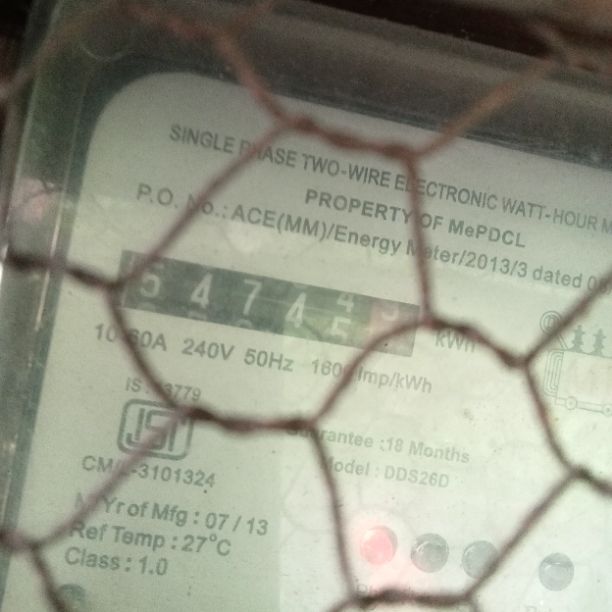 SINGLE PHASE TWO-WIRE ELECTRONIC WATT-HOUR
PROPERTY OF MePDCL
P.O. No.: ACE(MM)/Energy Meter/2013/3 dated
5 4 7 4
kWh
10-60A 240V 50Hz 1600 Imp/kWh
IS
ISI
CM/L-3101324
Guarantee :18 Months
Model : DDS26D
Yr of Mfg : 07 / 13
Ref Temp : 27°C
Class : 1.0